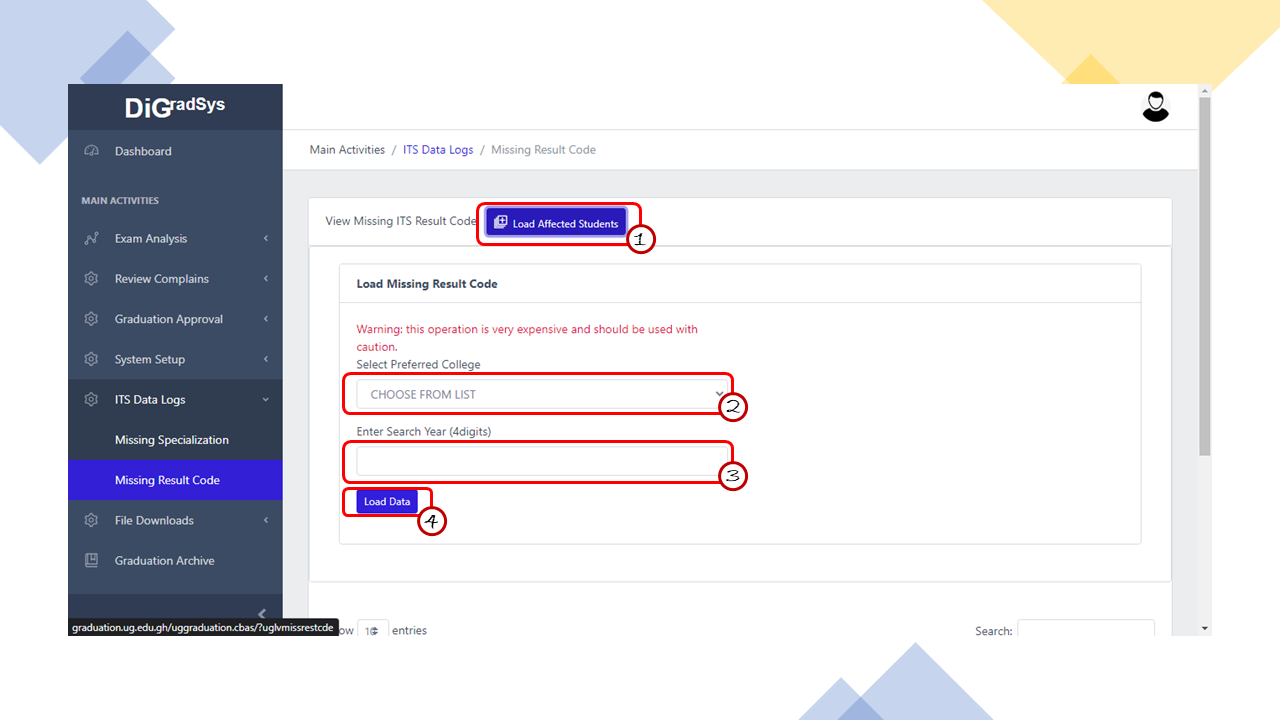 DiGradSys
Dashboard
MAIN ACTIVITIES
Exam Analysis
Review Complains
Graduation Approval
System Setup
ITS Data Logs
Missing Specialization
Missing Result Code
File Downloads
Graduation Archive
graduation.ug.edu.gh/uggraduation.cbas/?uglvmissrestcde
Main Activities / ITS Data Logs / Missing Result Code
View Missing ITS Result Code
Load Affected Students
1
Load Missing Result Code
Warning: this operation is very expensive and should be used with
caution.
Select Preferred College
CHOOSE FROM LIST
2
Enter Search Year (4digits)
3
Load Data
4
ow 10 entries
Search: